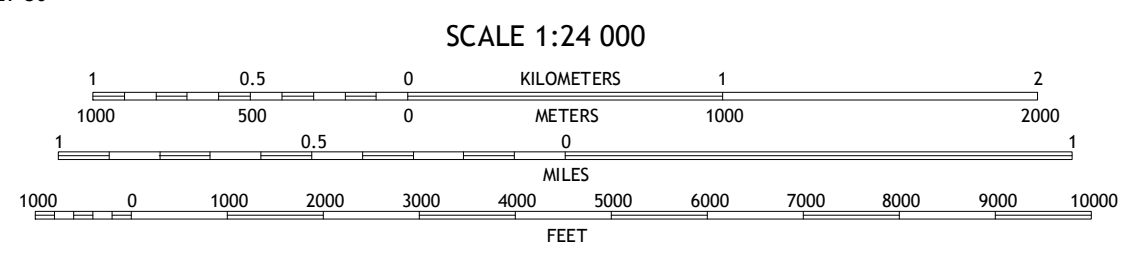 SCALE 1:24 000
1 0.5 0 KILOMETERS 1 2
1000 500 0 METERS 1000 2000
1 0.5 0 1
MILES
1000 0 1000 2000 3000 4000 5000 6000 7000 8000 9000 10000
FEET